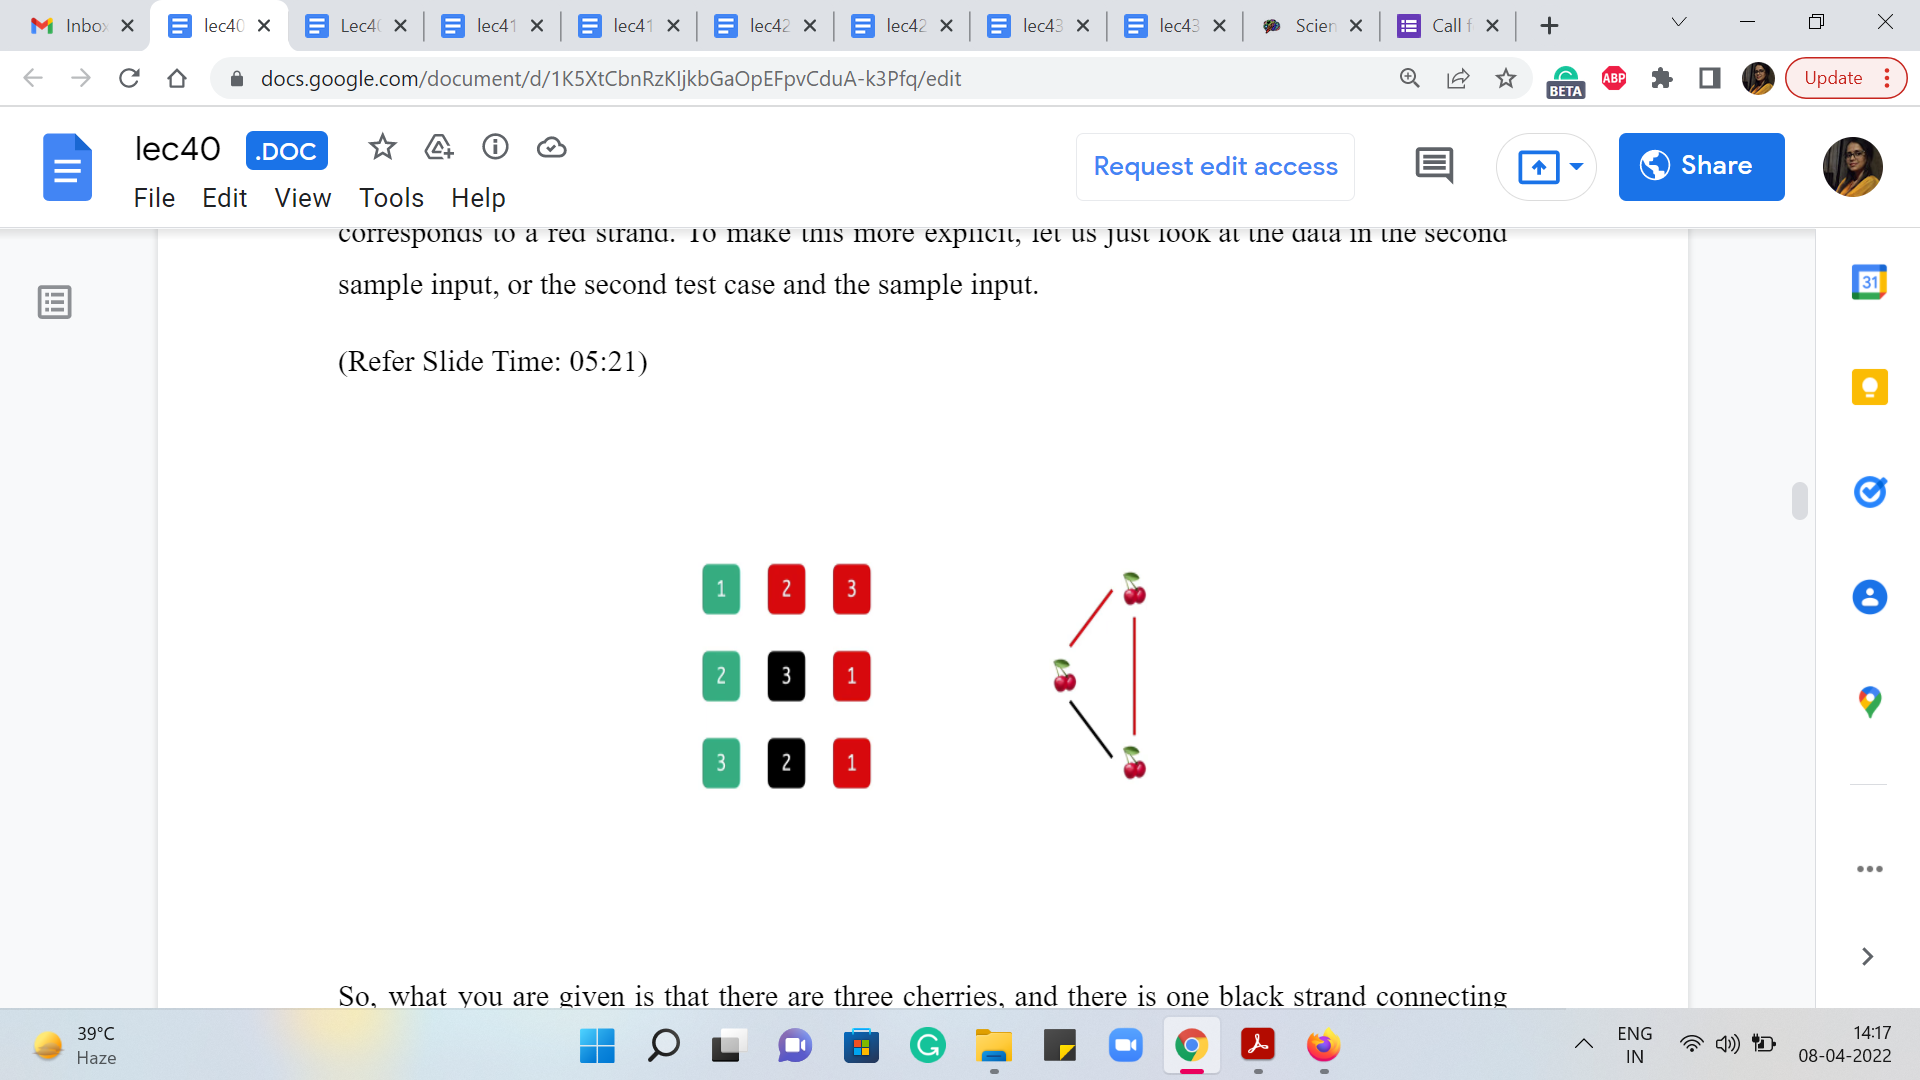 Inbox
lec40
Lec40
lec41
lec41
lec42
lec42
lec43
lec43
Scien
Call f
docs.google.com/document/d/1K5XtCbnRzKIjkbGaOpEFpvCduA-k3Pfq/edit
BETA
ABP
Update
lec40
.DOC
Request edit access
Share
File Edit View Tools Help
corresponds to a red strand. To make this more explicit, let us just look at the data in the second
sample input, or the second test case and the sample input.
(Refer Slide Time: 05:21)
1 2 3
2 3 1
3 2 1
So, what you are given is that there are three cherries, and there is one black strand connecting
31
39°C
Haze
ENG
IN
14:17
08-04-2022